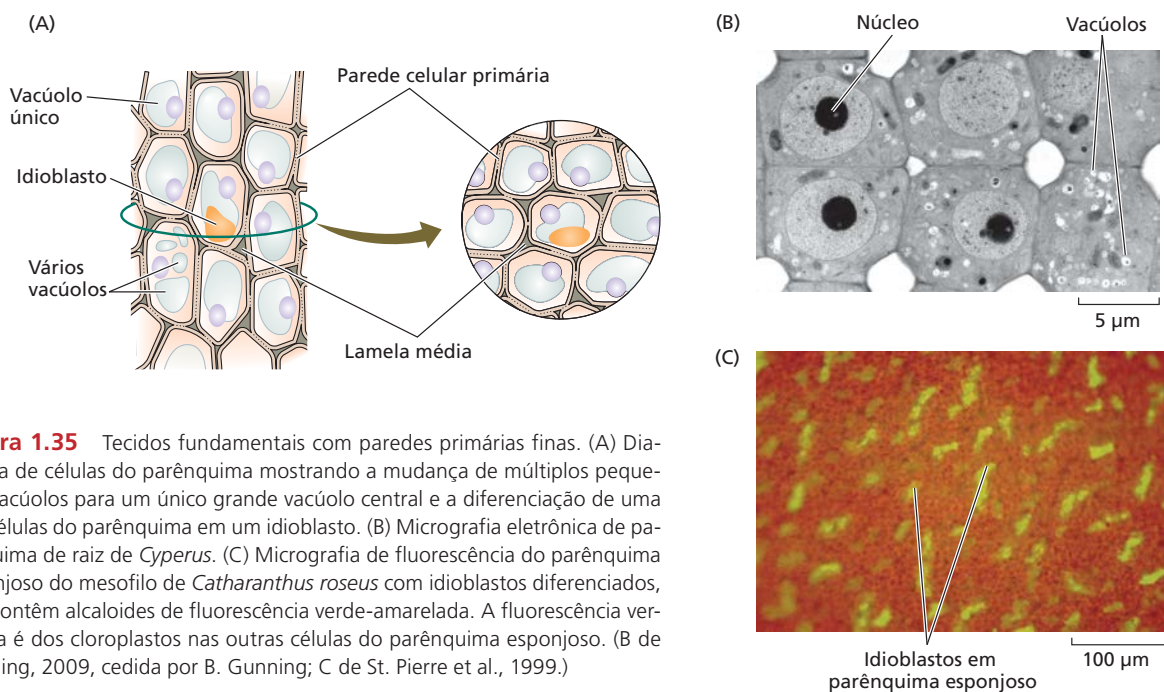 (A)
Vacúolo
único
Idioblasto
Vários
vacúolos
Parede celular primária
Lamela média
(B)
Núcleo
Vacúolos
5 µm
(C)
Idioblastos em
parênquima esponjoso
100 µm
ra 1.35 Tecidos fundamentais com paredes primárias finas. (A) Dia-
a de células do parênquima mostrando a mudança de múltiplos peque-
acúolos para um único grande vacúolo central e a diferenciação de uma
élulas do parênquima em um idioblasto. (B) Micrografia eletrônica de pa-
uima de raiz de Cyperus. (C) Micrografia de fluorescência do parênquima
njoso do mesofilo de Catharanthus roseus com idioblastos diferenciados,
ontêm alcaloides de fluorescência verde-amarelada. A fluorescência ver-
a é dos cloroplastos nas outras células do parênquima esponjoso. (B de
ing, 2009, cedida por B. Gunning; C de St. Pierre et al., 1999.)